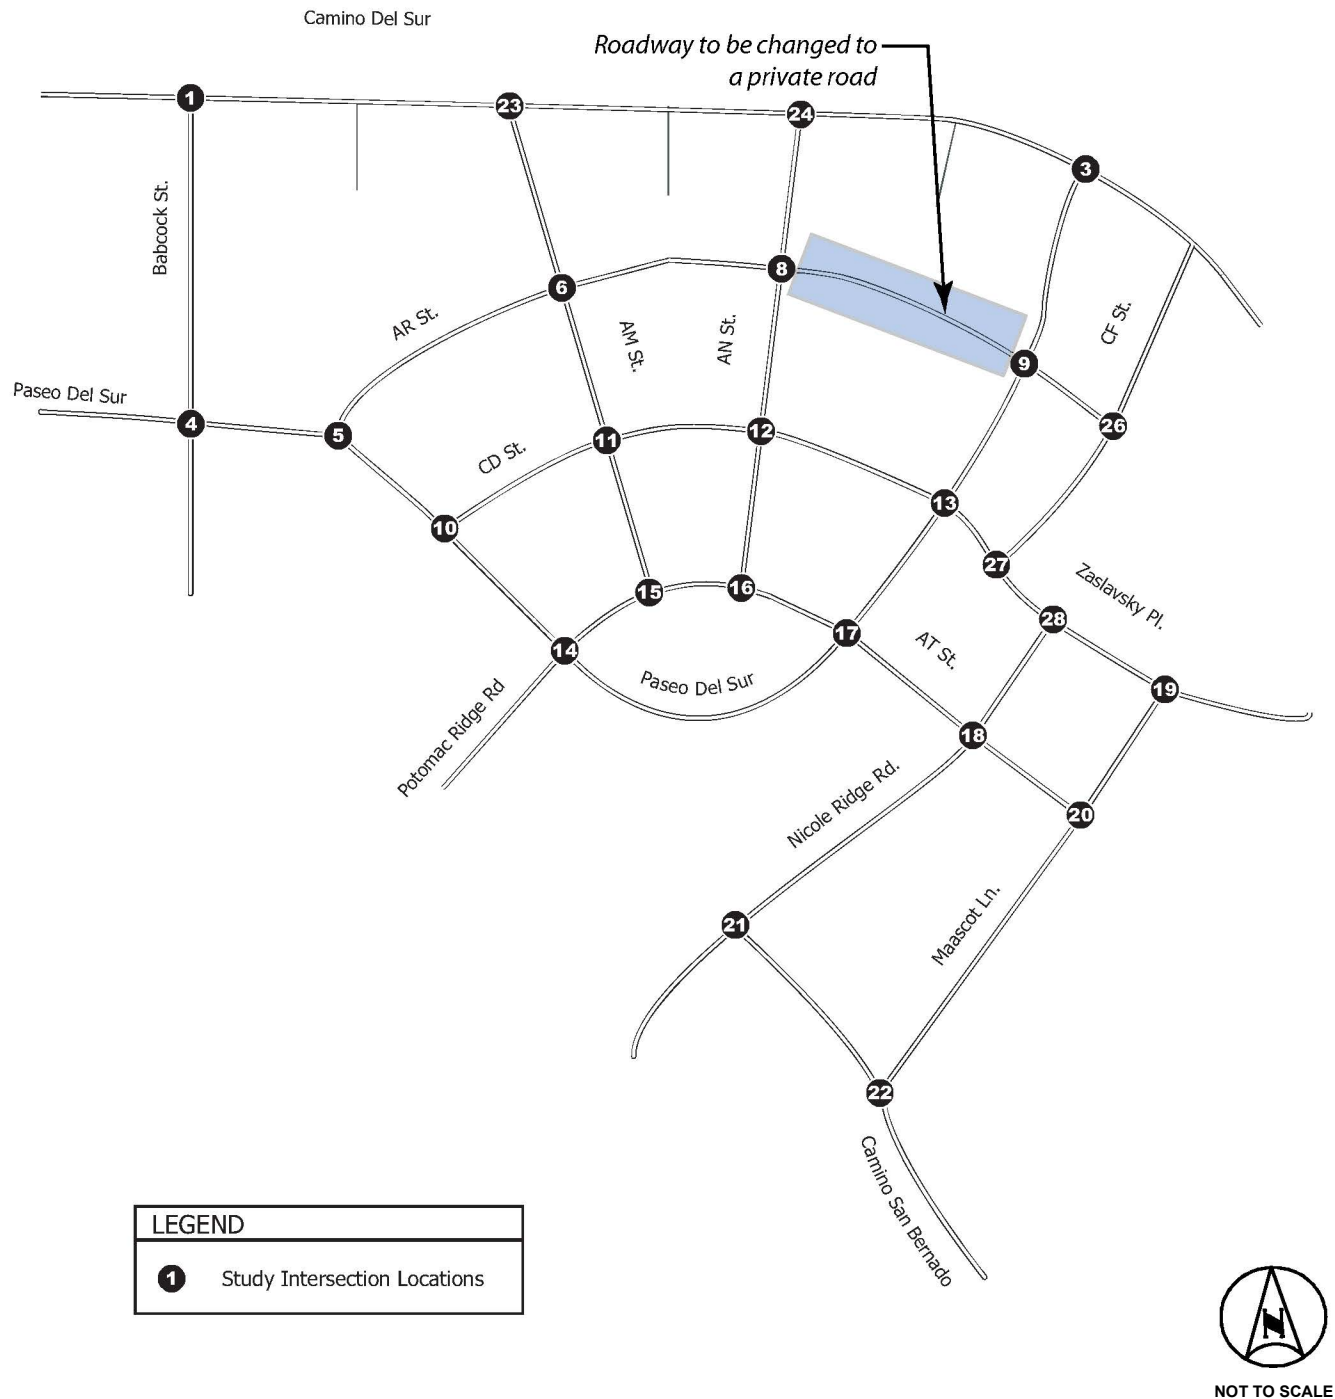 Camino Del Sur
Roadway to be changed to
a private road
1
23
24
3
Babcock St.
8
6
CF St.
AR St.
AM St.
AN St.
9
Paseo Del Sur
4
5
26
11
12
CD St.
13
10
27
Zaslavsky Pl.
15
16
28
17
AT St.
14
Paseo Del Sur
19
Potomac Ridge Rd
18
Nicole Ridge Rd.
20
21
Maascot Ln.
22
Camino San Bernado
LEGEND
1 Study Intersection Locations
N
NOT TO SCALE